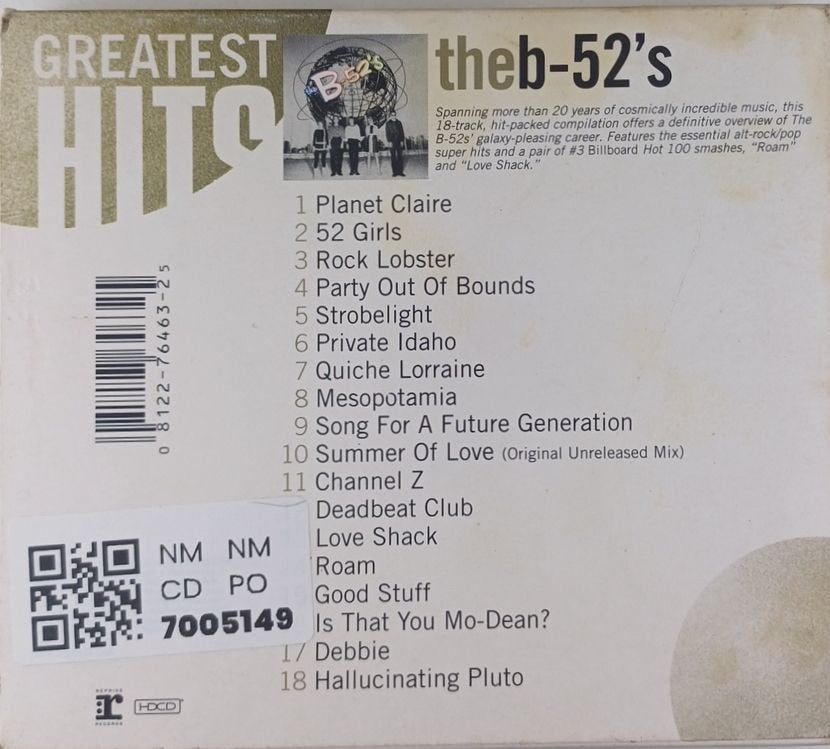 GREATEST
HITS
the B-52's
theb-52's
Spanning more than 20 years of cosmically incredible music, this
18-track, hit-packed compilation offers a definitive overview of The
B-52s' galaxy-pleasing career. Features the essential alt-rock/pop
super hits and a pair of #3 Billboard Hot 100 smashes, "Roam"
and "Love Shack."
1 Planet Claire
2 52 Girls
3 Rock Lobster
4 Party Out Of Bounds
5 Strobelight
6 Private Idaho
7 Quiche Lorraine
8 Mesopotamia
9 Song For A Future Generation
10 Summer Of Love (Original Unreleased Mix)
11 Channel Z
Deadbeat Club
Love Shack
Roam
Good Stuff
Is That You Mo-Dean?
17 Debbie
18 Hallucinating Pluto
0 8122-76463-2 5
NM NM
CD PO
7005149
REPRISE
r
RECORDS
HDCD